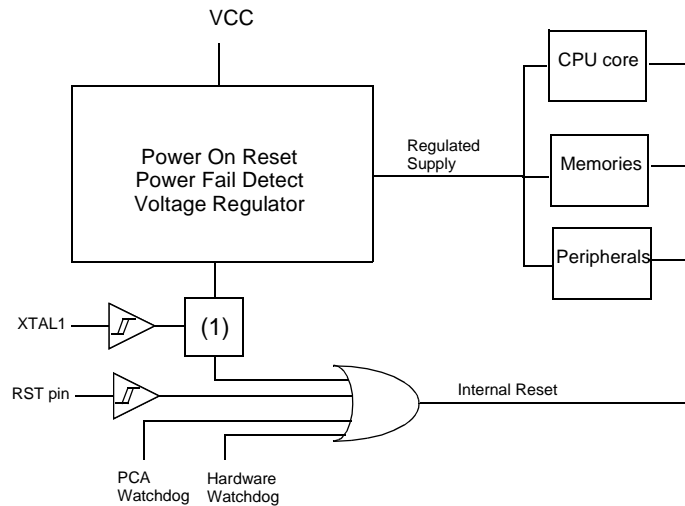 VCC
CPU core
Power On Reset
Power Fail Detect
Voltage Regulator
Regulated
Supply
Memories
Peripherals
XTAL1
(1)
RST pin
Internal Reset
PCA
Watchdog
Hardware
Watchdog